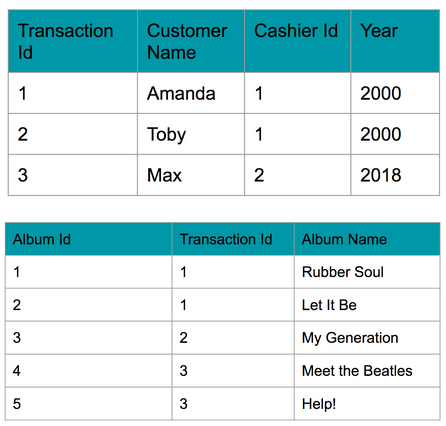 Transaction Id Customer Name Cashier Id Year
1 Amanda 1 2000
2 Toby 1 2000
3 Max 2 2018
Album Id Transaction Id Album Name
1 1 Rubber Soul
2 1 Let It Be
3 2 My Generation
4 3 Meet the Beatles
5 3 Help!